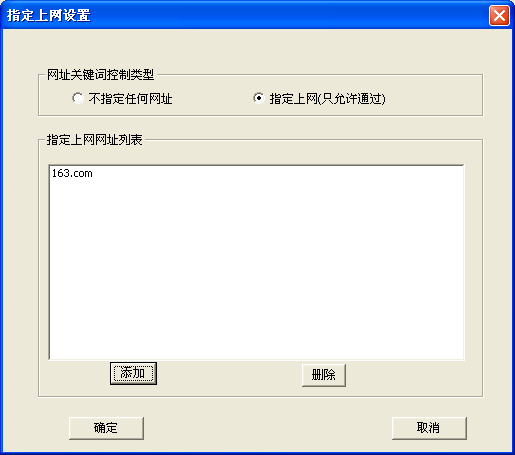 指定上网设置
网址关键词控制类型
不指定任何网址
指定上网(只允许通过)
指定上网网址列表
163.com
添加
删除
确定
取消